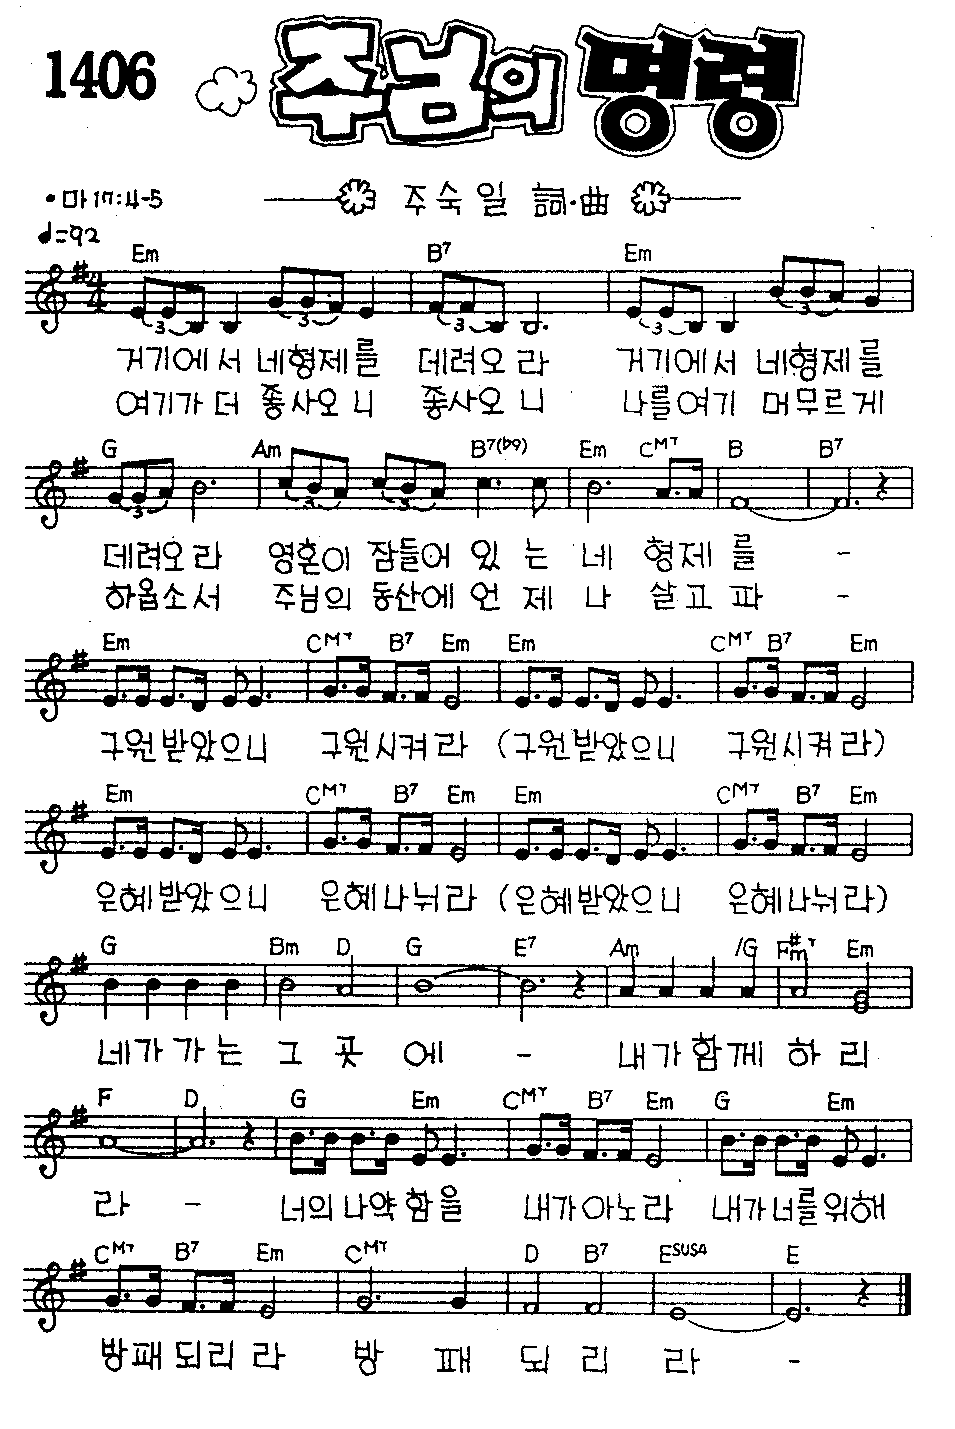 1406
주님의 명령
• 마 17:4-5
주숙일 詞·曲
♩=92
Em B7 Em
거기에서 네형제를 데려오라 거기에서 네형제를
여기가 더 좋사오니 좋사오니 나를여기 머무르게
G Am B7(♭9) Em CM7 B B7
데려오라 영혼이 잠들어 있는 네 형제를 -
하옵소서 주님의 동산에 언제나 살고파 -
Em CM7 B7 Em Em CM7 B7 Em
구원받았으니 구원시켜라 (구원받았으니 구원시켜라)
Em CM7 B7 Em Em CM7 B7 Em
은혜받았으니 은혜나눠라 (은혜받았으니 은혜나눠라)
G Bm D G E7 Am /G F#m7 Em
네가 가는 그 곳 에 - 내가 함께 하 리
F D G Em CM7 B7 Em G Em
라 - 너의나약함을 내가아노라 내가너를위해
CM7 B7 Em CM7 D B7 Esus4 E
방패되리라 방 패 되 리 라 -